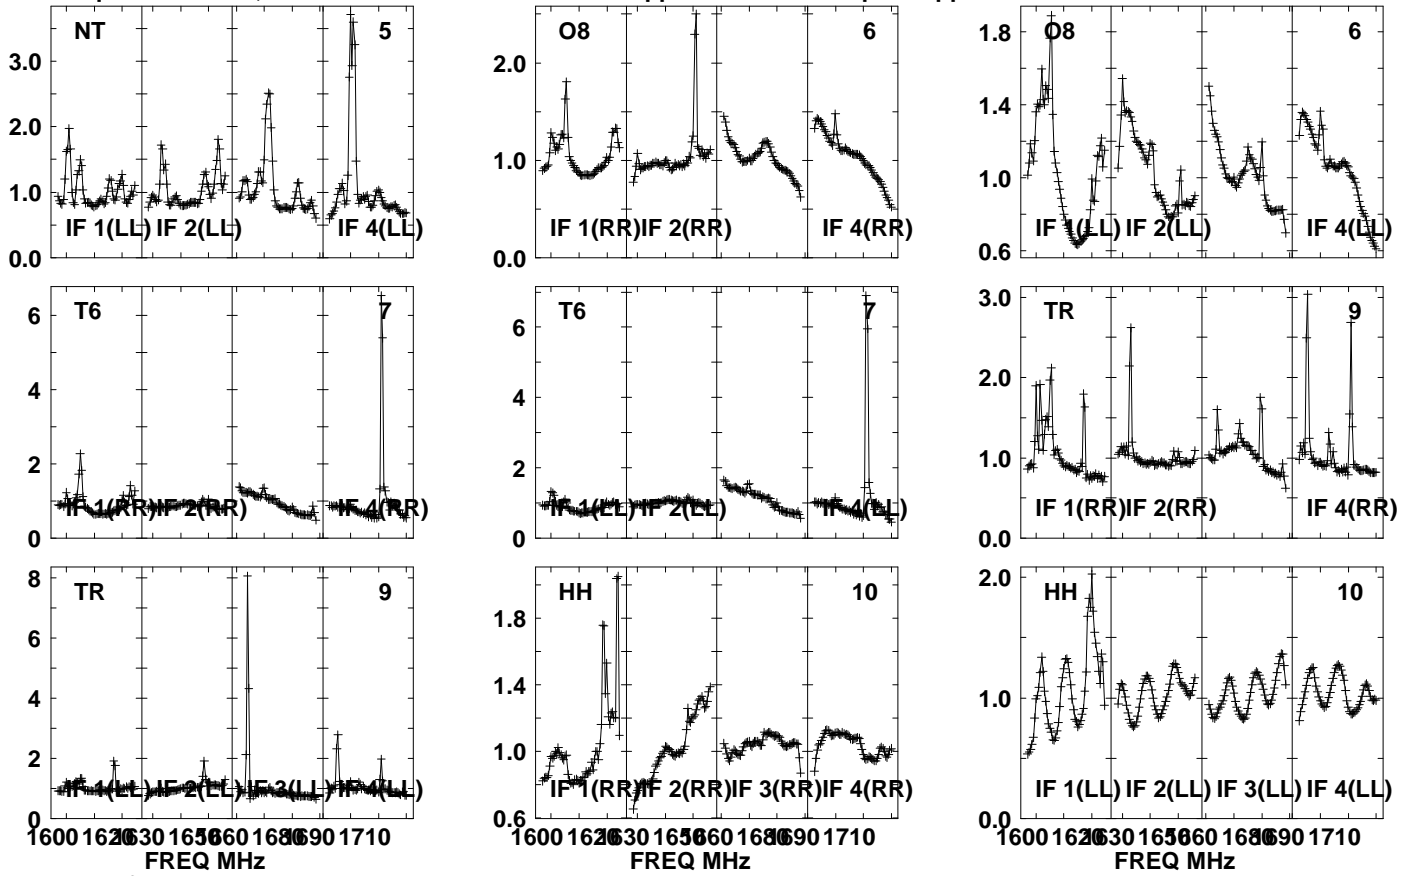 NT 5 O8 6 O8 6
3.0 2.0 1.0 0.0
2.0 1.0 0.0
1.8 1.4 1.0 0.6
IF 1(LL) IF 2(LL) IF 4(LL) IF 1(RR) IF 2(RR) IF 4(RR) IF 1(LL) IF 2(LL) IF 4(LL)
T6 7 T6 7 TR 9
6 4 2 0
6 4 2 0
3.0 2.0 1.0 0.0
IF 1(RR) IF 2(RR) IF 4(RR) IF 1(LL) IF 2(LL) IF 4(LL) IF 1(RR) IF 2(RR) IF 4(RR)
TR 9 HH 10 HH 10
8 6 4 2 0
1.8 1.4 1.0 0.6
2.0 1.0 0.0
IF 1(LL) IF 2(LL) IF 3(LL) IF 4(LL) IF 1(RR) IF 2(RR) IF 3(RR) IF 4(RR) IF 1(LL) IF 2(LL) IF 3(LL) IF 4(LL)
1600 1620 1630 1650 1660 1680 1690 1710 1600 1620 1630 1650 1660 1680 1690 1710 1600 1620 1630 1650 1660 1680 1690 1710
FREQ MHz FREQ MHz FREQ MHz